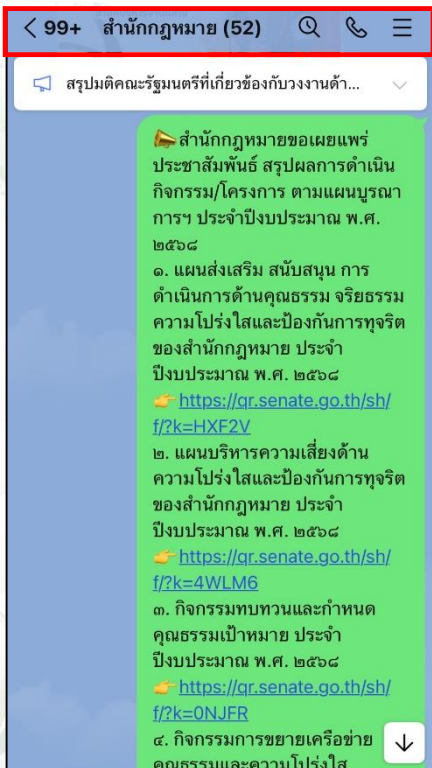 99+ สำนักกฎหมาย (52)
สรุปมติคณะรัฐมนตรีที่เกี่ยวข้องกับวงงานด้า...
สำนักกฎหมายขอเผยแพร่
ประชาสัมพันธ์ สรุปผลการดำเนิน
กิจกรรม/โครงการ ตามแผนบูรณา
การฯ ประจำปีงบประมาณ พ.ศ.
๒๕๖๘
๑. แผนส่งเสริม สนับสนุน การ
ดำเนินการด้านคุณธรรม จริยธรรม
ความโปร่งใสและป้องกันการทุจริต
ของสำนักกฎหมาย ประจำ
ปีงบประมาณ พ.ศ. ๒๕๖๘
👉https://qr.senate.go.th/sh/
f/?k=HXF2V
๒. แผนบริหารความเสี่ยงด้าน
ความโปร่งใสและป้องกันการทุจริต
ของสำนักกฎหมาย ประจำ
ปีงบประมาณ พ.ศ. ๒๕๖๘
👉https://qr.senate.go.th/sh/
f/?k=4WLM6
๓. กิจกรรมทบทวนและกำหนด
คุณธรรมเป้าหมาย ประจำ
ปีงบประมาณ พ.ศ. ๒๕๖๘
👉https://qr.senate.go.th/sh/
f/?k=0NJFR
๔. กิจกรรมการขยายเครือข่าย
คุณธรรมและความโปร่งใส